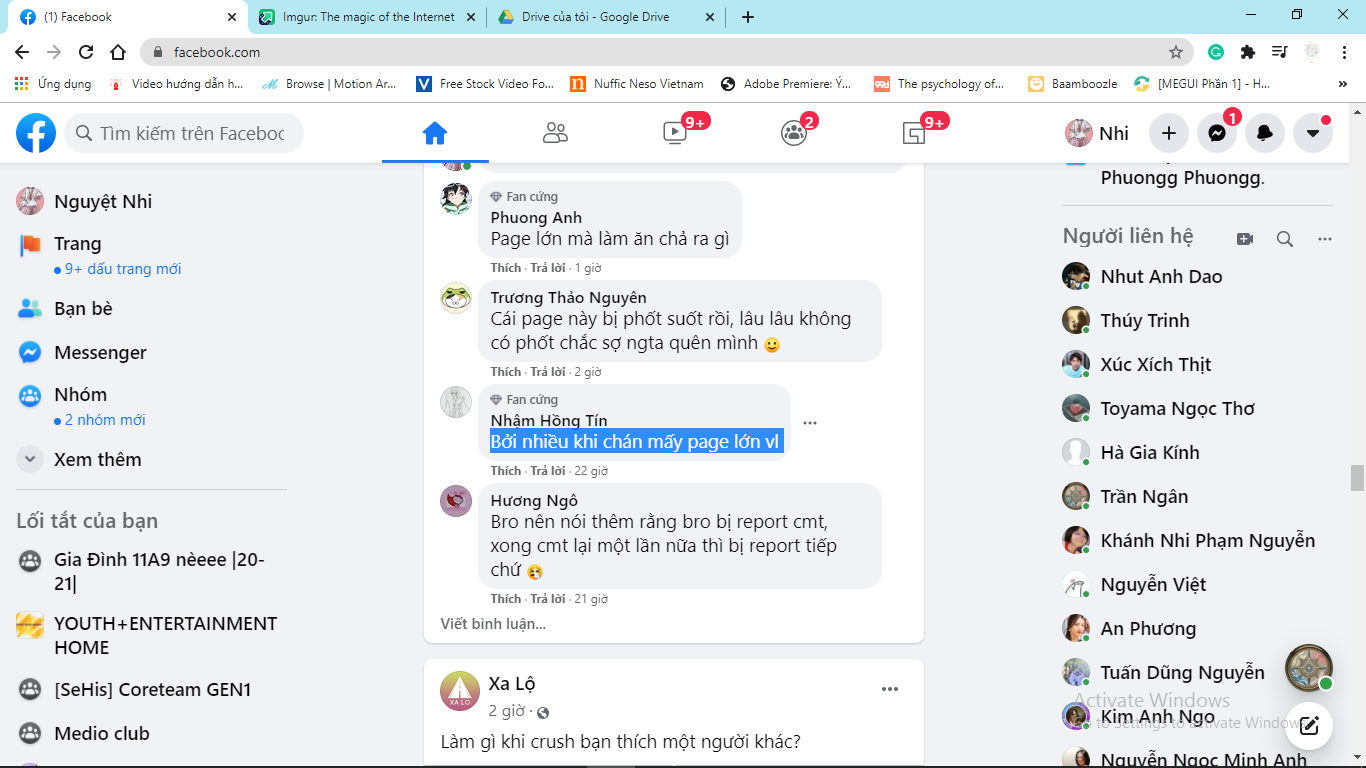 (1) Facebook
Imgur: The magic of the Internet
Drive của tôi - Google Drive
facebook.com
Ứng dụng
Video hướng dẫn h...
Browse | Motion Ar...
Free Stock Video Fo...
Nuffic Neso Vietnam
Adobe Premiere: Ý...
The psychology of...
Baamboozle
[MEGUI Phần 1] - H...
Tìm kiếm trên Faceboc
9+
2
9+
Nhi
1
Nguyệt Nhi
Trang
9+ dấu trang mới
Bạn bè
Messenger
Nhóm
2 nhóm mới
Xem thêm
Lối tắt của bạn
Gia Đình 11A9 nèeee |20-
21|
YOUTH+ENTERTAINMENT
HOME
[SeHis] Coreteam GEN1
Medio club
Fan cứng
Phuong Anh
Page lớn mà làm ăn chả ra gì
Thích · Trả lời · 1 giờ
Trương Thảo Nguyên
Cái page này bị phốt suốt rồi, lâu lâu không
có phốt chắc sợ ngta quên mình
Thích · Trả lời · 2 giờ
Fan cứng
Nhậm Hồng Tín
Bởi nhiều khi chán mấy page lớn vl
Thích · Trả lời · 22 giờ
Hương Ngô
Bro nên nói thêm rằng bro bị report cmt,
xong cmt lại một lần nữa thì bị report tiếp
chứ
Thích · Trả lời · 21 giờ
Viết bình luận...
XA LO
Xa Lộ
2 giờ ·
Làm gì khi crush bạn thích một người khác?
Phuongg Phuongg.
Người liên hệ
Nhut Anh Dao
Thúy Trinh
Xúc Xích Thịt
Toyama Ngọc Thơ
Hà Gia Kính
Trần Ngân
Khánh Nhi Phạm Nguyễn
Nguyễn Việt
An Phương
Tuấn Dũng Nguyễn
Activate Windows
Kim Anh Ngo
to Settings to activate Windows.
Nguyễn Ngọc Minh Anh